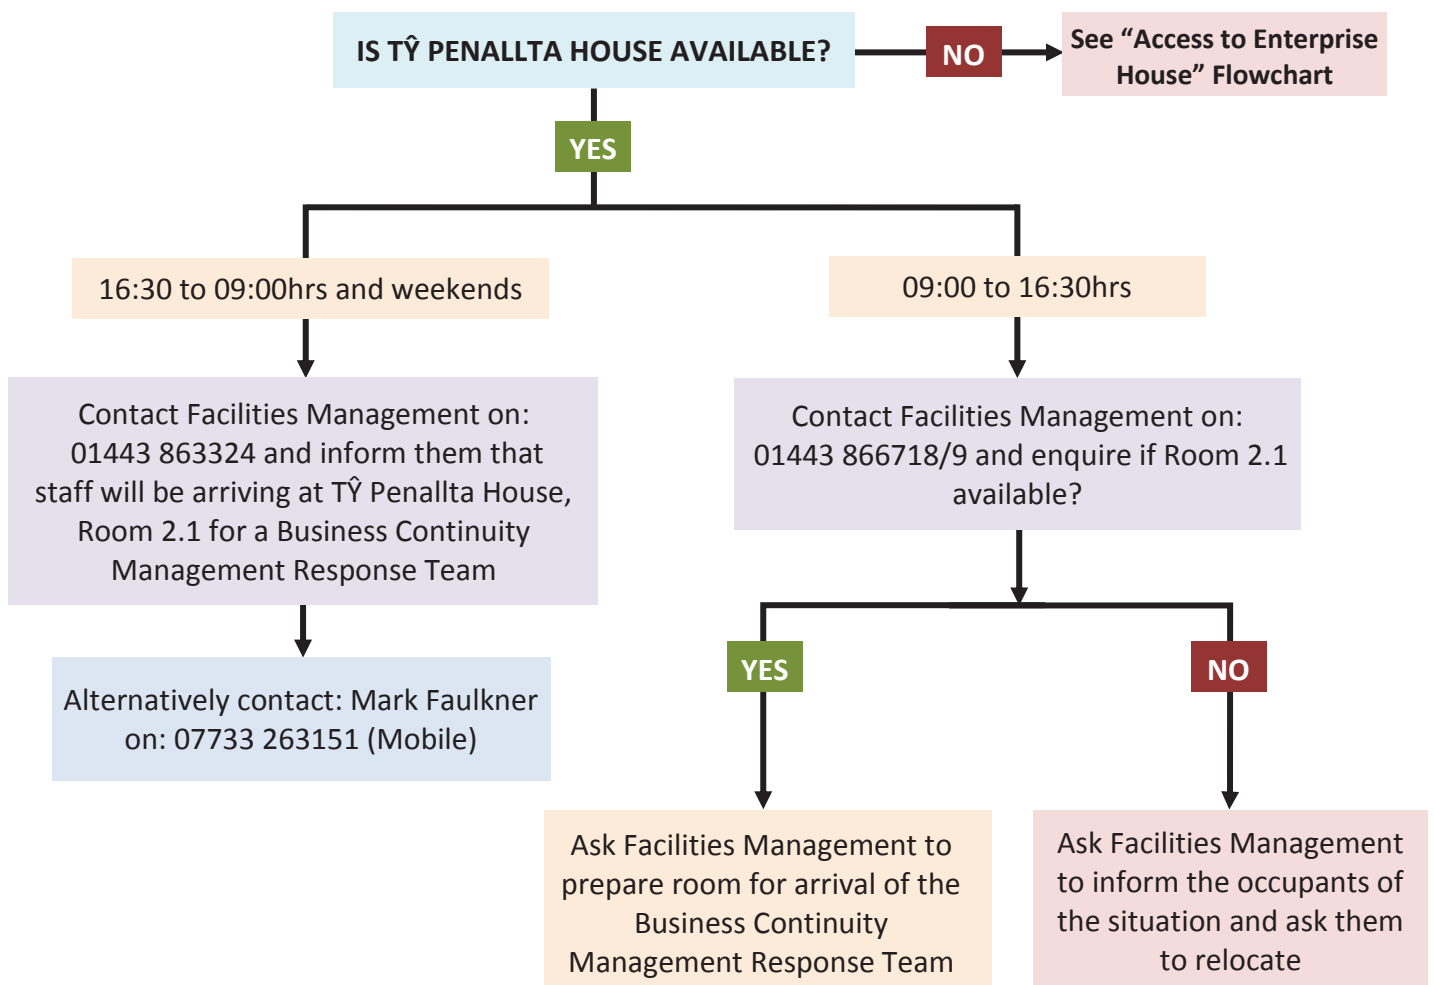 IS TŶ PENALLTA HOUSE AVAILABLE?
NO
See “Access to Enterprise
House” Flowchart
YES
16:30 to 09:00hrs and weekends
09:00 to 16:30hrs
Contact Facilities Management on:
01443 863324 and inform them that
staff will be arriving at TŶ Penallta House,
Room 2.1 for a Business Continuity
Management Response Team
Contact Facilities Management on:
01443 866718/9 and enquire if Room 2.1
available?
Alternatively contact: Mark Faulkner
on: 07733 263151 (Mobile)
YES
NO
Ask Facilities Management to
prepare room for arrival of the
Business Continuity
Management Response Team
Ask Facilities Management
to inform the occupants of
the situation and ask them
to relocate